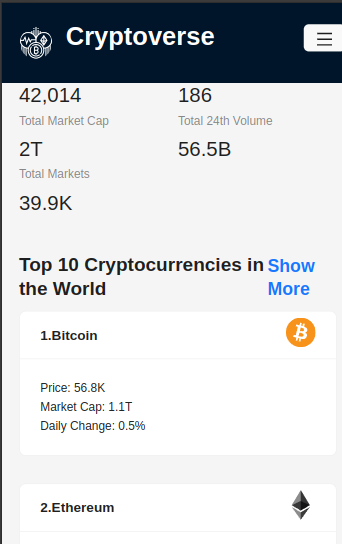 Cryptoverse
42,014
186
Total Market Cap
Total 24th Volume
2T
56.5B
Total Markets
39.9K
Top 10 Cryptocurrencies in
the World
Show
More
1.Bitcoin
Price: 56.8K
Market Cap: 1.1T
Daily Change: 0.5%
2.Ethereum